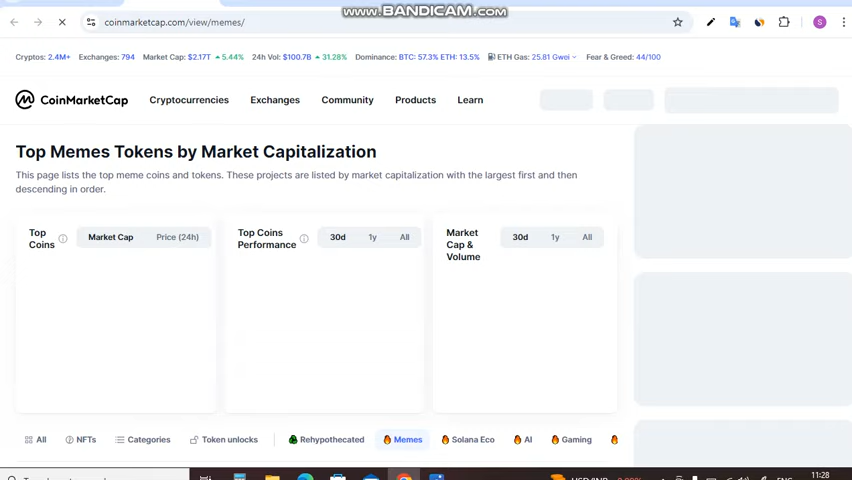 www.BANDICAM.com
coinmarketcap.com/view/memes/
S
Cryptos: 2.4M+ Exchanges: 794 Market Cap: $2.17T 5.44% 24h Vol: $100.7B 31.28% Dominance: BTC: 57.3% ETH: 13.5% ETH Gas: 25.81 Gwei Fear & Greed: 44/100
CoinMarketCap Cryptocurrencies Exchanges Community Products Learn
Top Memes Tokens by Market Capitalization
This page lists the top meme coins and tokens. These projects are listed by market capitalization with the largest first and then
descending in order.
Top Coins Market Cap Price (24h)
Top Coins Performance 30d 1y All
Market Cap & Volume 30d 1y All
All NFTs Categories Token unlocks Rehypothecated Memes Solana Eco AI Gaming
11:28